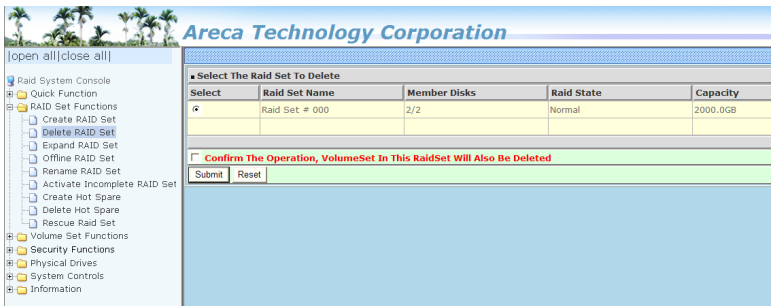 Areca Technology Corporation
|open all|close all|
Raid System Console
Quick Function
RAID Set Functions
Create RAID Set
Delete RAID Set
Expand RAID Set
Offline RAID Set
Rename RAID Set
Activate Incomplete RAID Set
Create Hot Spare
Delete Hot Spare
Rescue Raid Set
Volume Set Functions
Security Functions
Physical Drives
System Controls
Information
Select The Raid Set To Delete
Select Raid Set Name Member Disks Raid State Capacity
Raid Set # 000 2/2 Normal 2000.0GB
Confirm The Operation, VolumeSet In This RaidSet Will Also Be Deleted
Submit Reset